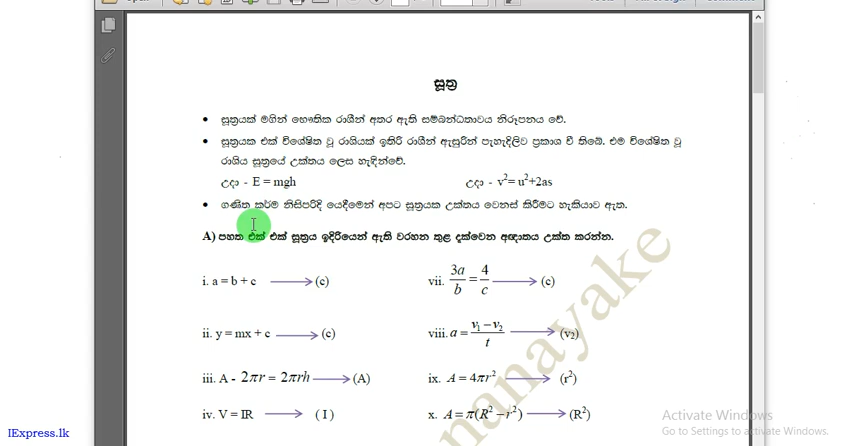 සූත්‍ර
• සූත්‍රයක් මගින් භෞතික රාශීන් අතර ඇති සම්බන්ධතාවය නිරූපනය වේ.
• සූත්‍රයක එක් විශේෂිත වූ රාශියක් ඉතිරි රාශීන් ඇසුරින් පැහැදිලිව ප්‍රකාශ වී තිබේ. එම විශේෂිත වූ
රාශිය සූත්‍රයේ උක්තය ලෙස හැඳින්වේ.
උදා - E = mgh උදා - v²= u²+2as
• ගණිත කර්ම නිසිපරිදි යෙදීමෙන් අපට සූත්‍රයක උක්තය වෙනස් කිරීමට හැකියාව ඇත.
A) පහත එක් එක් සූත්‍රය ඉදිරියෙන් ඇති වරහන තුළ දැක්වෙන අඥාතය උක්ත කරන්න.
i. a = b + c ⟶ (c)
ii. y = mx + c ⟶ (c)
iii. A - 2πr = 2πrh ⟶ (A)
iv. V = IR ⟶ ( I )
vii. 3a/b = 4/c ⟶ (c)
viii. a = (v₁ − v₂)/t ⟶ (v₂)
ix. A = 4πr² ⟶ (r²)
x. A = π(R² − r²) ⟶ (R²)
nanayake
Activate Windows
Go to Settings to activate Windows.
IExpress.lk